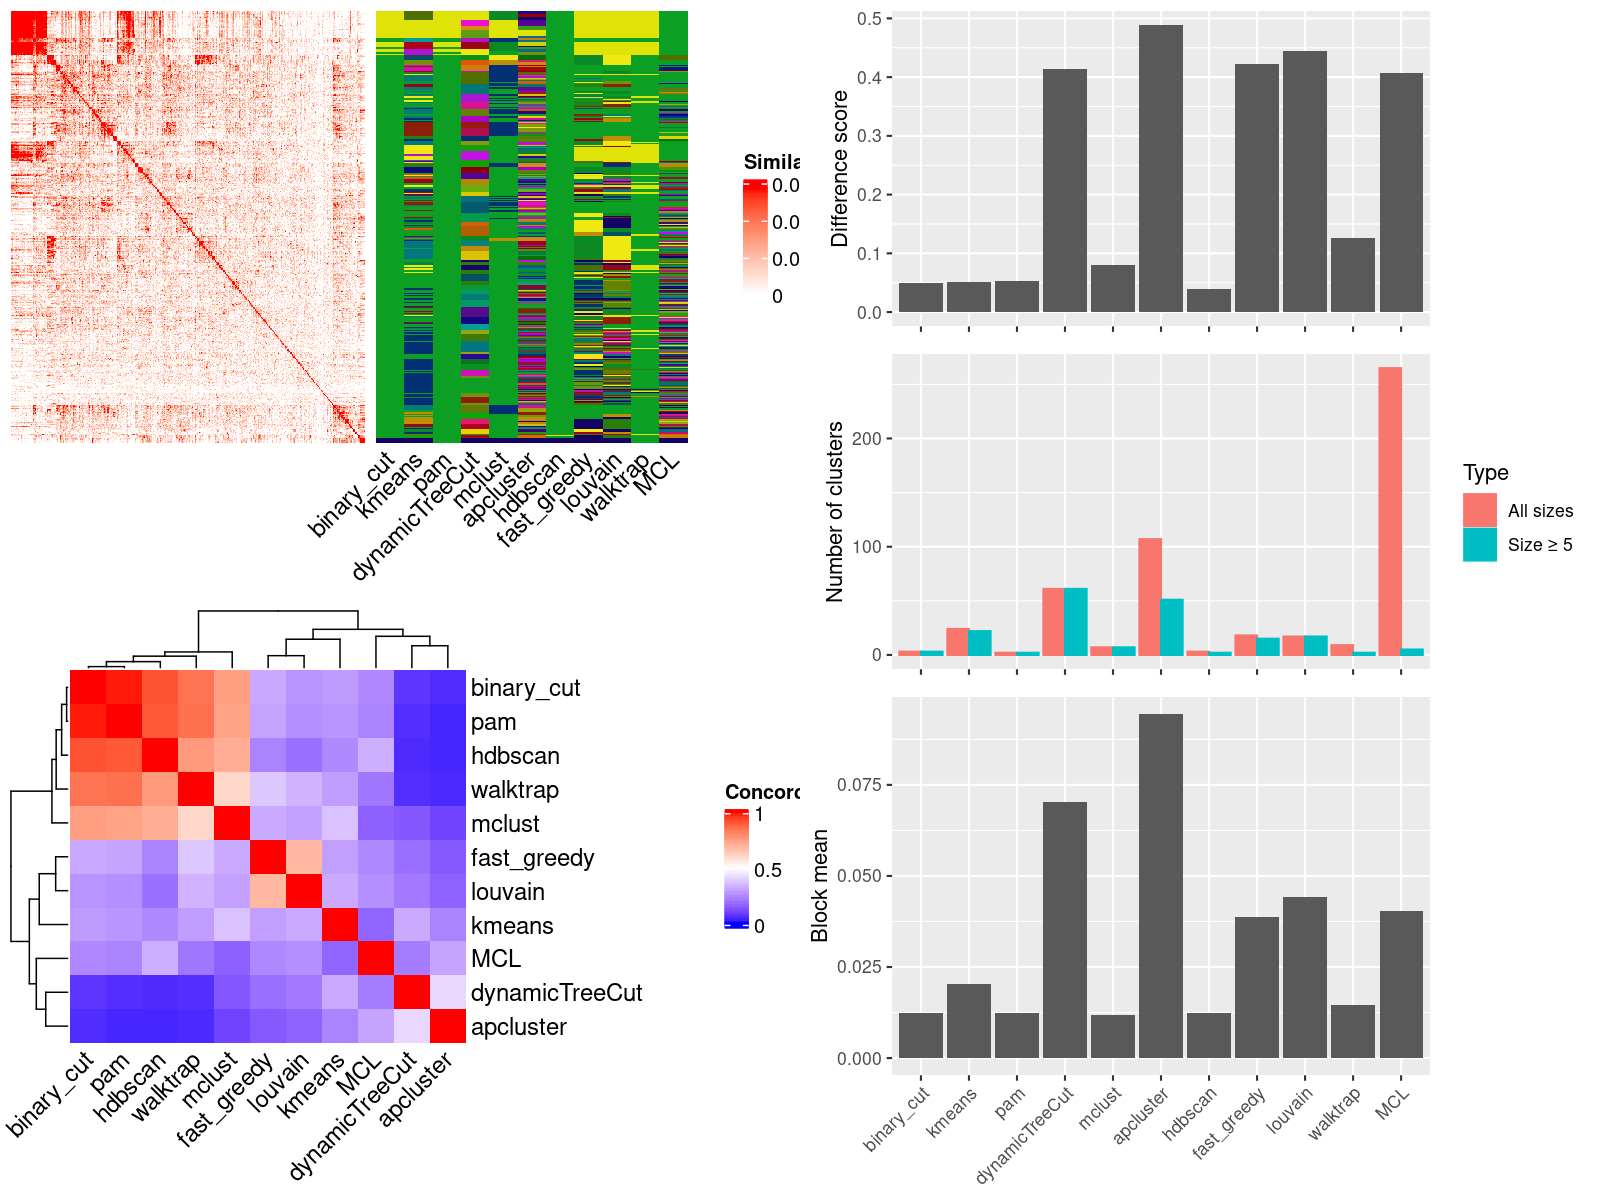 Simila
0.0
0.0
0.0
0
binary_cut
kmeans
pam
dynamicTreeCut
mclust
apcluster
hdbscan
fast_greedy
louvain
walktrap
MCL
binary_cut
pam
hdbscan
walktrap
mclust
fast_greedy
louvain
kmeans
MCL
dynamicTreeCut
apcluster
binary_cut
pam
hdbscan
walktrap
mclust
fast_greedy
louvain
kmeans
MCL
dynamicTreeCut
apcluster
Concor
1
0.5
0
Difference score
0.5
0.4
0.3
0.2
0.1
0.0
Number of clusters
200
100
0
Type
All sizes
Size ≥ 5
Block mean
0.075
0.050
0.025
0.000
binary_cut
kmeans
pam
dynamicTreeCut
mclust
apcluster
hdbscan
fast_greedy
louvain
walktrap
MCL